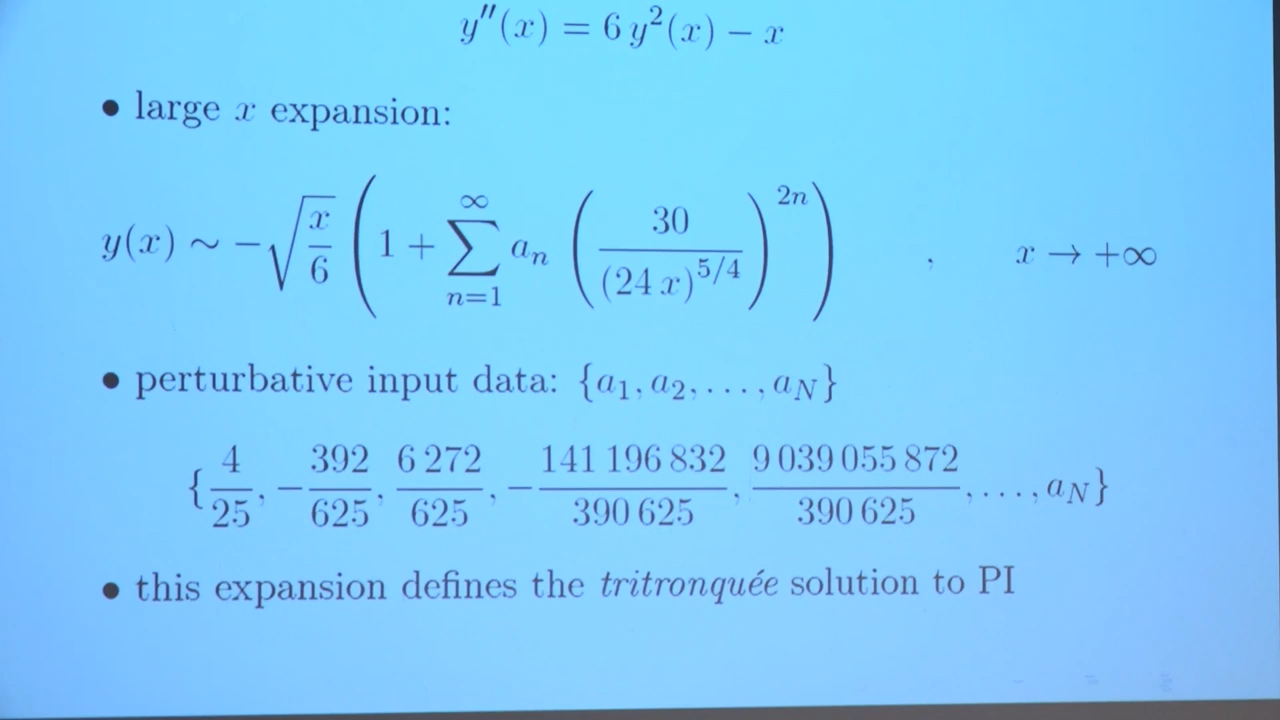 y''(x) = 6 y²(x) − x
• large x expansion:
y(x) ∼ −√(x/6) ( 1 + ∑_{n=1}^{∞} a_n ( 30 / (24 x)^{5/4} )^{2n} ) , x → +∞
• perturbative input data: {a_1, a_2, . . . , a_N}
{ 4/25, − 392/625, 6 272/625, − 141 196 832/390 625, 9 039 055 872/390 625, . . . , a_N}
• this expansion defines the tritronquée solution to PI